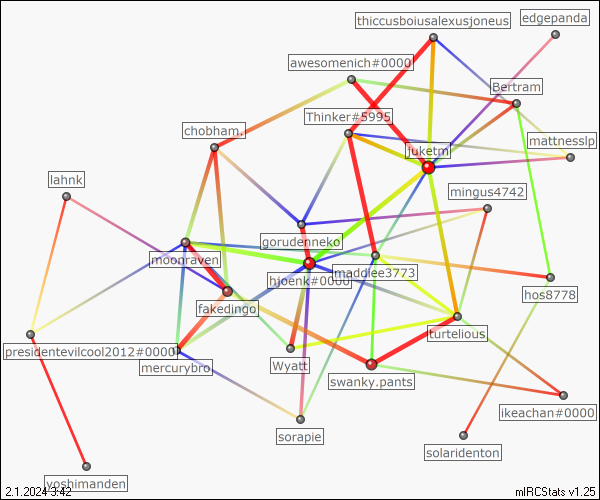 thiccusboiusalexusjoneus
edgepanda
awesomenich#0000
Bertram
Thinker#5995
chobham.
juketm
mattnesslp
lahnk
mingus4742
gorudenneko
moonraven
hjoenk#0000
maddiee3773
fakedingo
hos8778
turtelious
presidentevilcool2012#0000
mercurybro
Wyatt
swanky.pants
ikeachan#0000
sorapie
solaridenton
yoshimanden
2.1.2024 3:42
mIRCStats v1.25